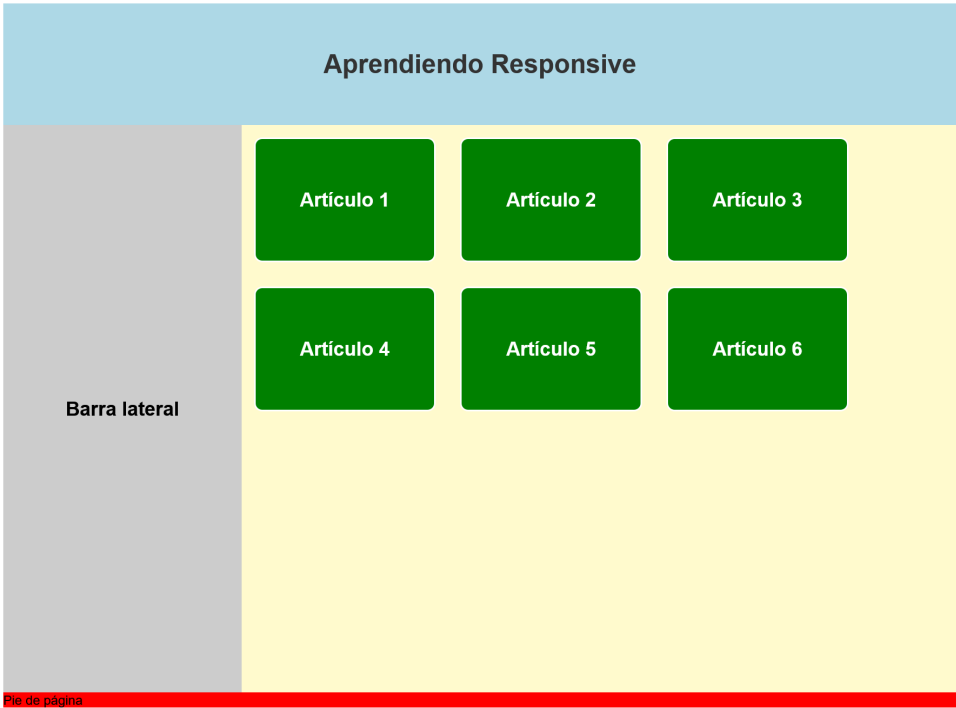 Aprendiendo Responsive
Artículo 1
Artículo 2
Artículo 3
Artículo 4
Artículo 5
Artículo 6
Barra lateral
Pie de página